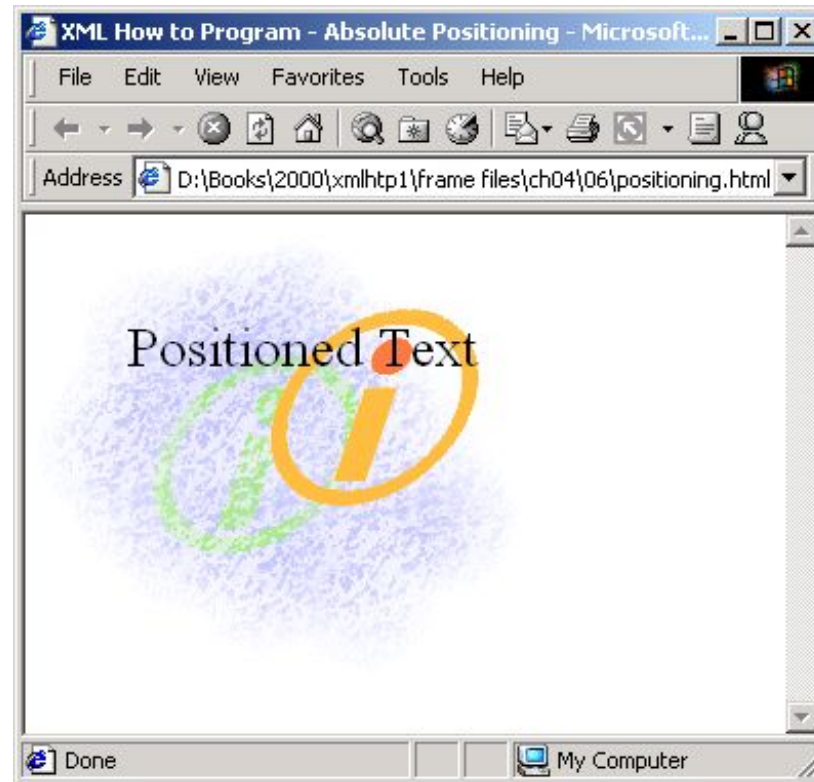 XML How to Program - Absolute Positioning - Microsoft...
File Edit View Favorites Tools Help
Address D:\Books\2000\xmlhtp1\frame files\ch04\06\positioning.html
Positioned Text
i
i
Done My Computer